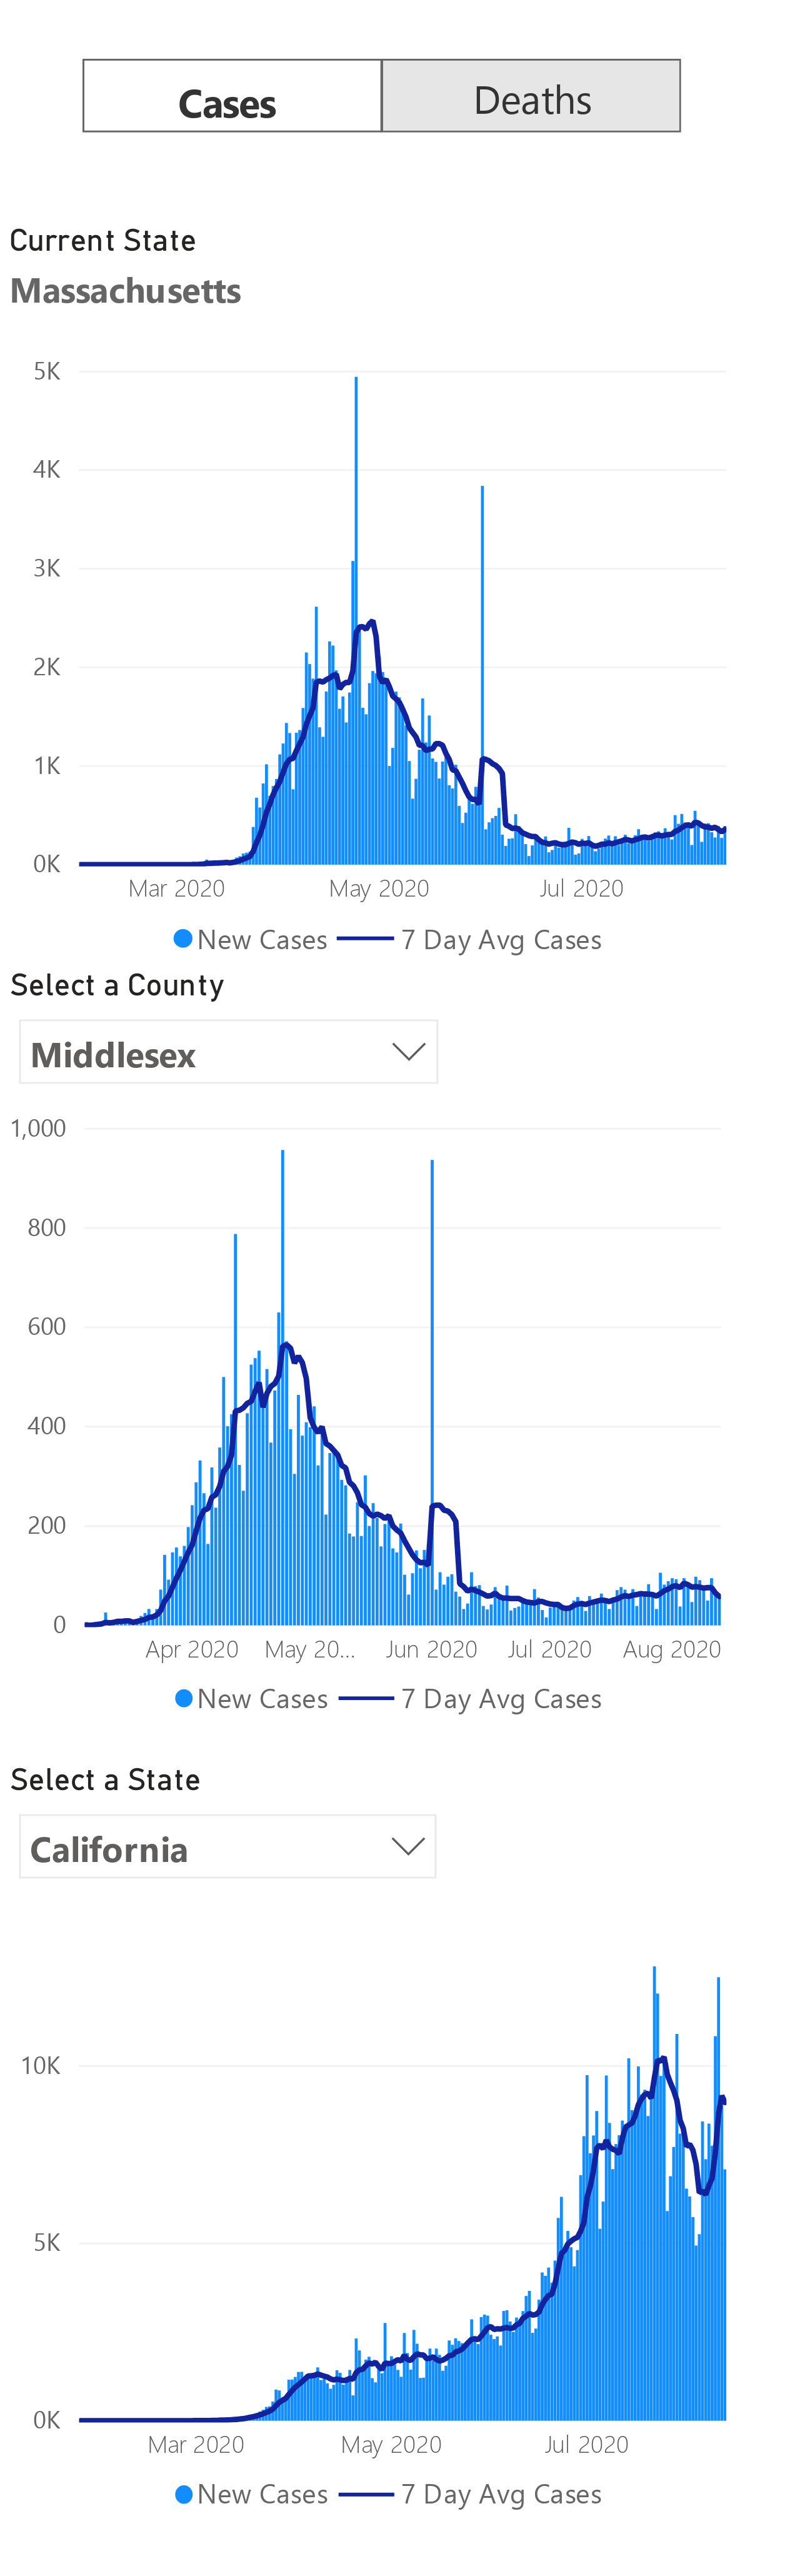 Cases Deaths
Current State
Massachusetts
5K
4K
3K
2K
1K
0K
Mar 2020 May 2020 Jul 2020
New Cases 7 Day Avg Cases
Select a County
Middlesex
1,000
800
600
400
200
0
Apr 2020 May 20... Jun 2020 Jul 2020 Aug 2020
New Cases 7 Day Avg Cases
Select a State
California
10K
5K
0K
Mar 2020 May 2020 Jul 2020
New Cases 7 Day Avg Cases